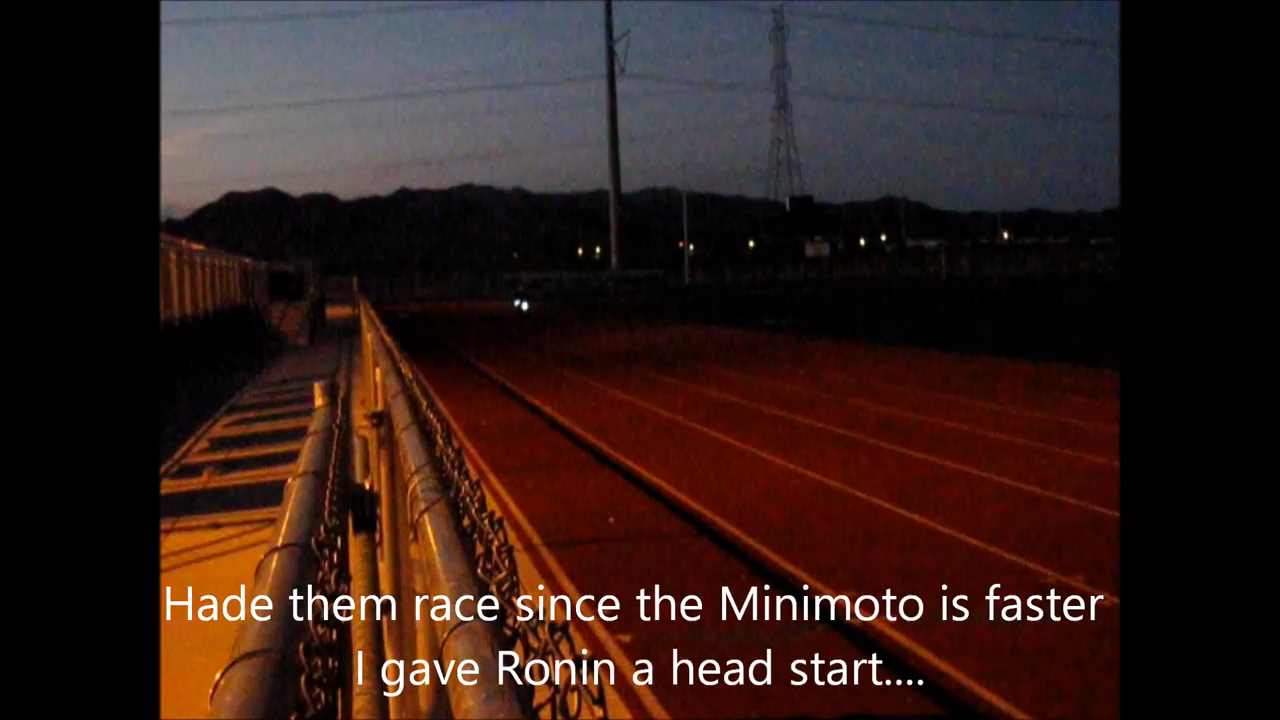 Hade them race since the Minimoto is faster
I gave Ronin a head start....